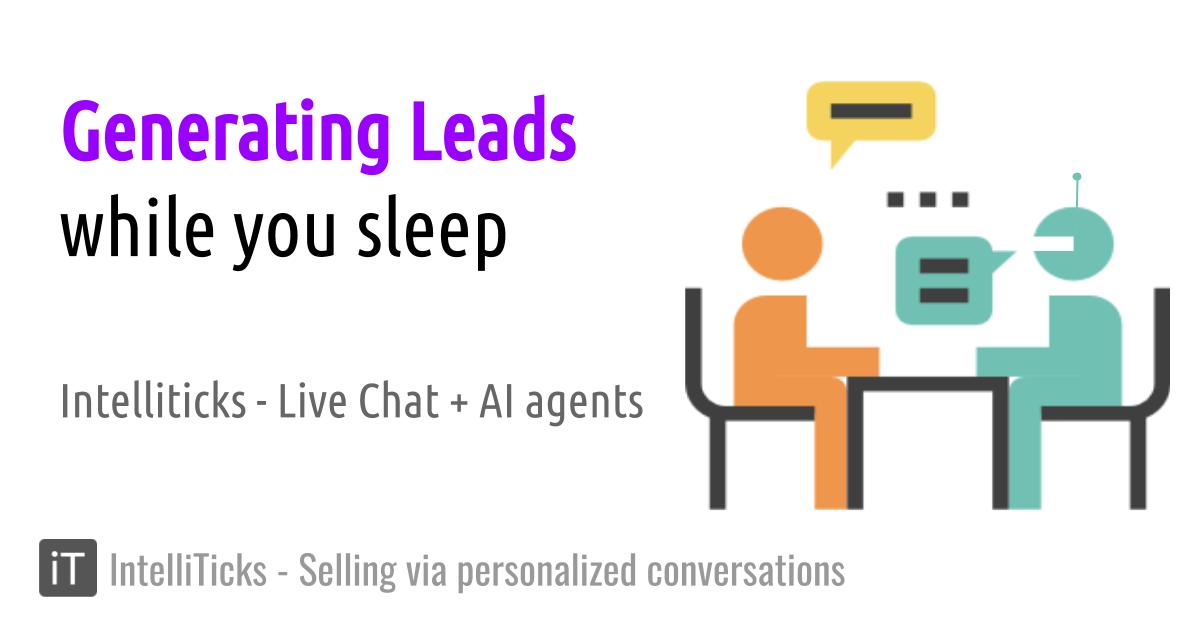 Generating Leads
while you sleep
Intelliticks - Live Chat + AI agents
iT IntelliTicks - Selling via personalized conversations